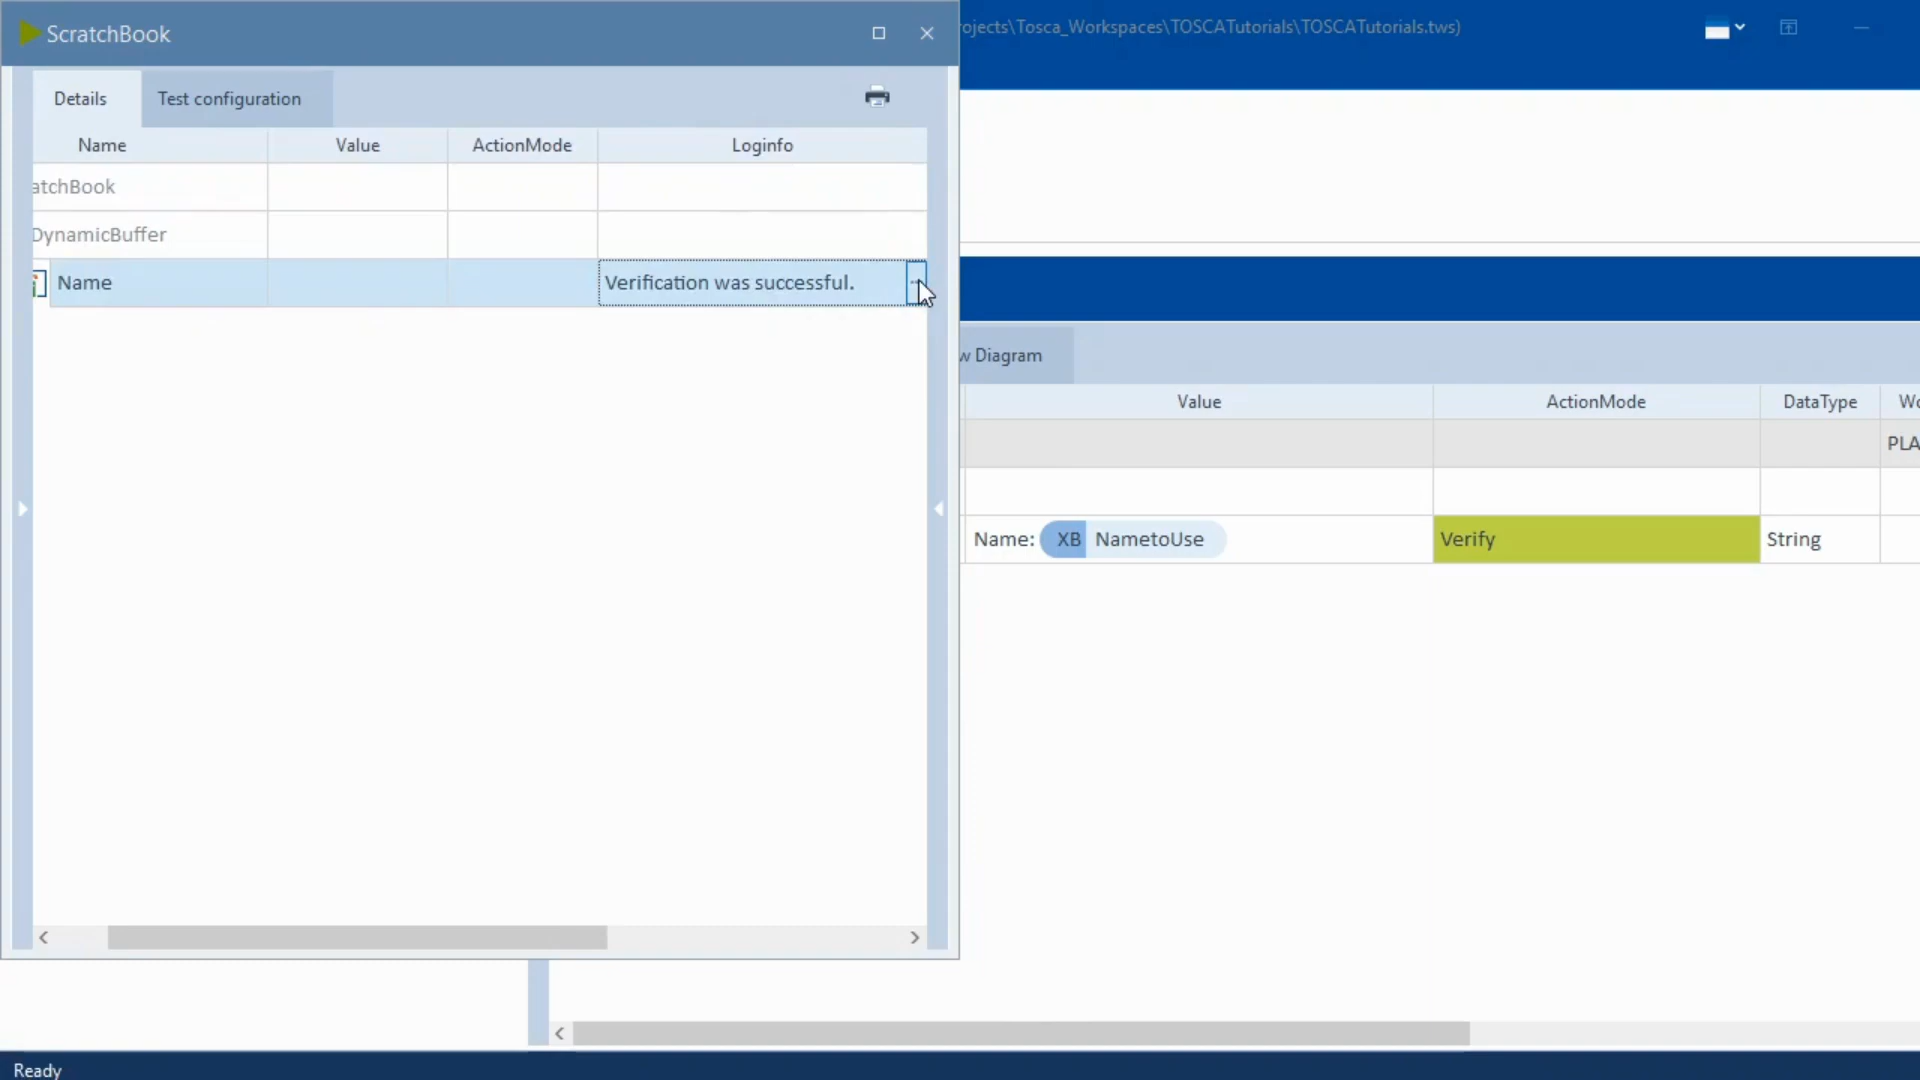 ScratchBook
ojects\Tosca_Workspaces\TOSCATutorials\TOSCATutorials.tws)
Details
Test configuration
Name
Value
ActionMode
Loginfo
atchBook
DynamicBuffer
Name
Verification was successful.
w Diagram
Value
ActionMode
DataType
Wo
PLA
Name: XB NametoUse
Verify
String
Ready